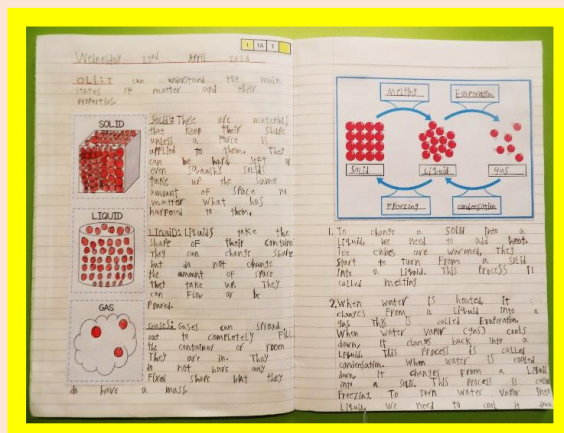 I IA T
Wednesday 22nd April 2026
OLI: I can understand the main
states of matter and their
properties.
SOLID
Solid: These are materials
that keep their shape
unless a force is
applied to them. They
can be hard, soft or
even squashy. Solids
take up the same
amount of space no
matter what has
happened to them.
LIQUID
Liquid: Liquids take the
shape of their container
They can change shape
but do not change
the amount of space
they take up. They
can flow or be
Poured.
GAS
Gases: Gases can spread
out to completely fill
the container or room
They are in. They
do not have any
Fixed shape but they
do have a mass
Melting
Evaporation
Solid
Liquid
Gas
Freezing
condensation
1. To change a solid into a
Liquid, we need to add heat.
ice cubes are warmed, They
start to turn from a solid
into a Liquid. This process is
called melting
2. When water is heated, it
changes from a liquid into a
gas This is called Evaporation.
When water vapor (gas) cools
down, it changes back into a
Liquid. This process is called
condensation. When water is cooled
down, it changes from a Liquid
into a solid. This process is called
Freezing To turn water vapor into
Liquid, we need to cool it down